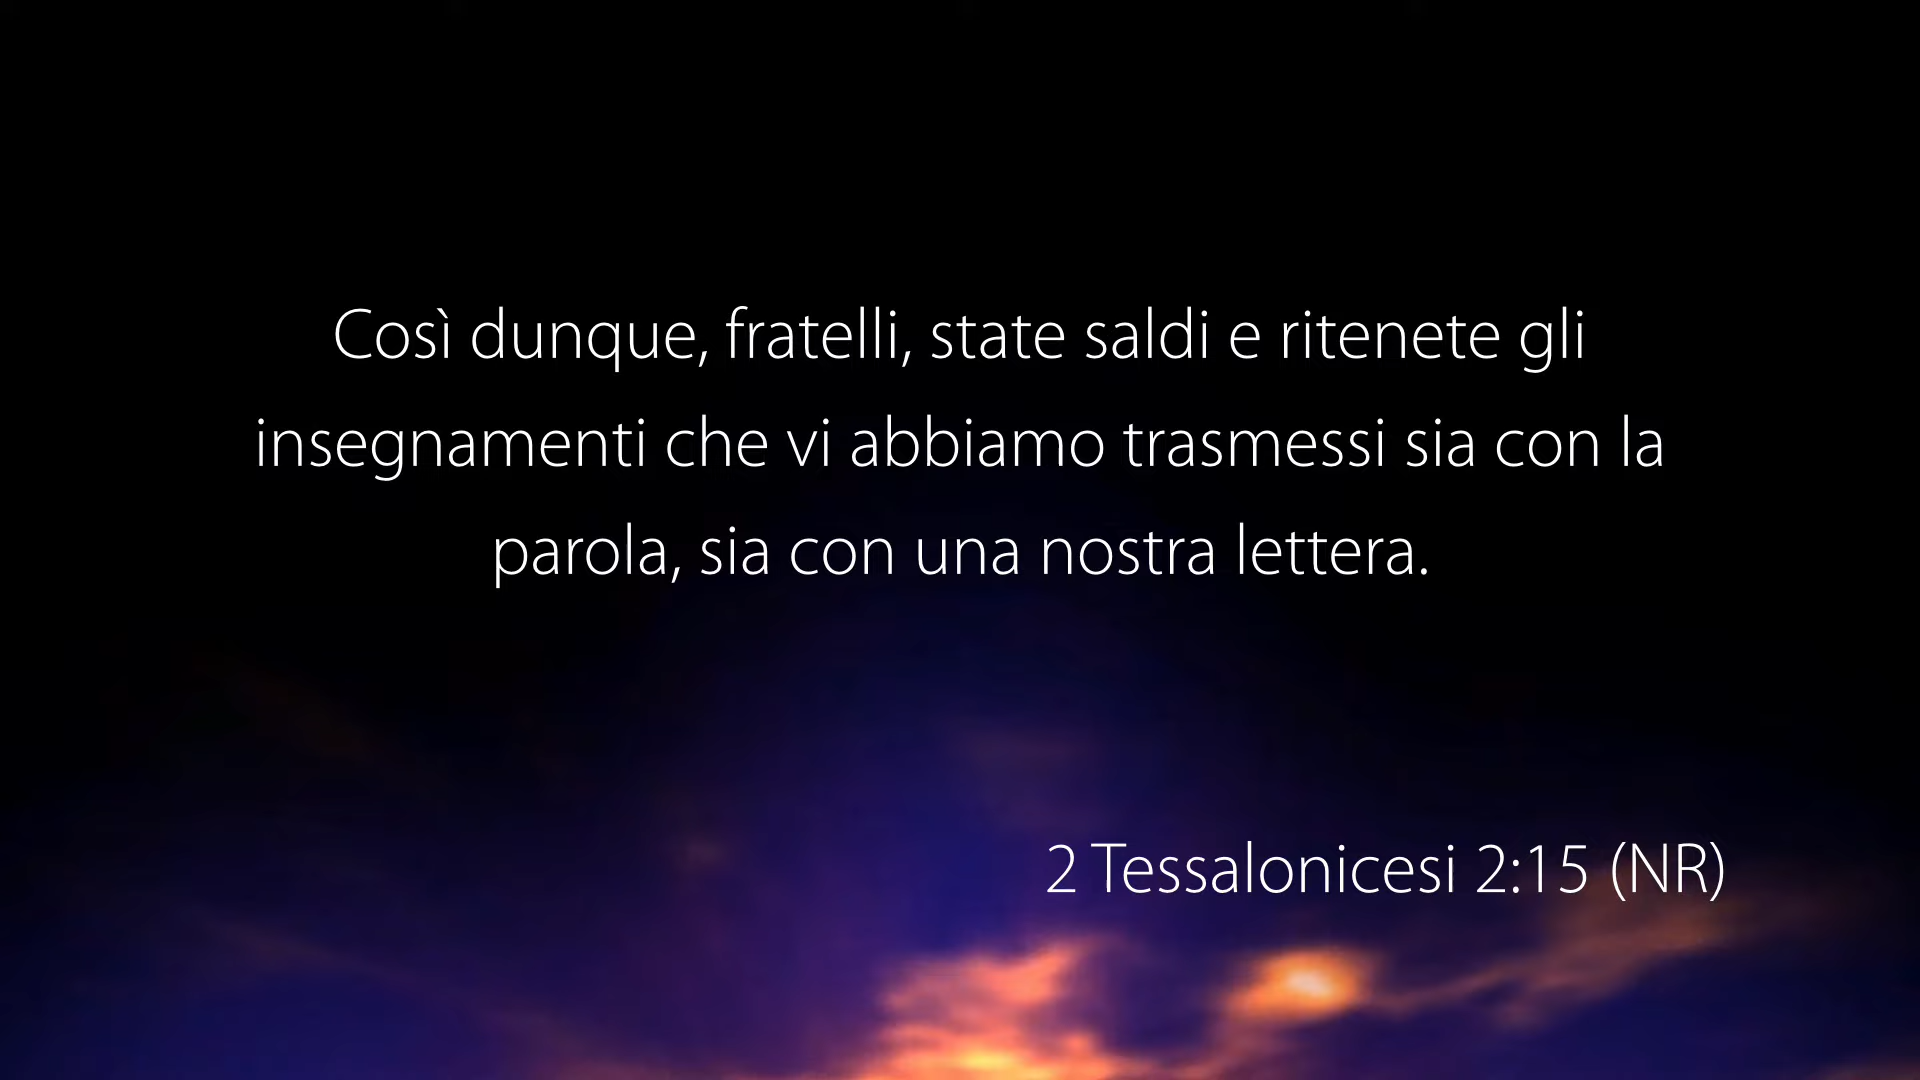 Così dunque, fratelli, state saldi e ritenete gli
insegnamenti che vi abbiamo trasmessi sia con la
parola, sia con una nostra lettera.
2 Tessalonicesi 2:15 (NR)